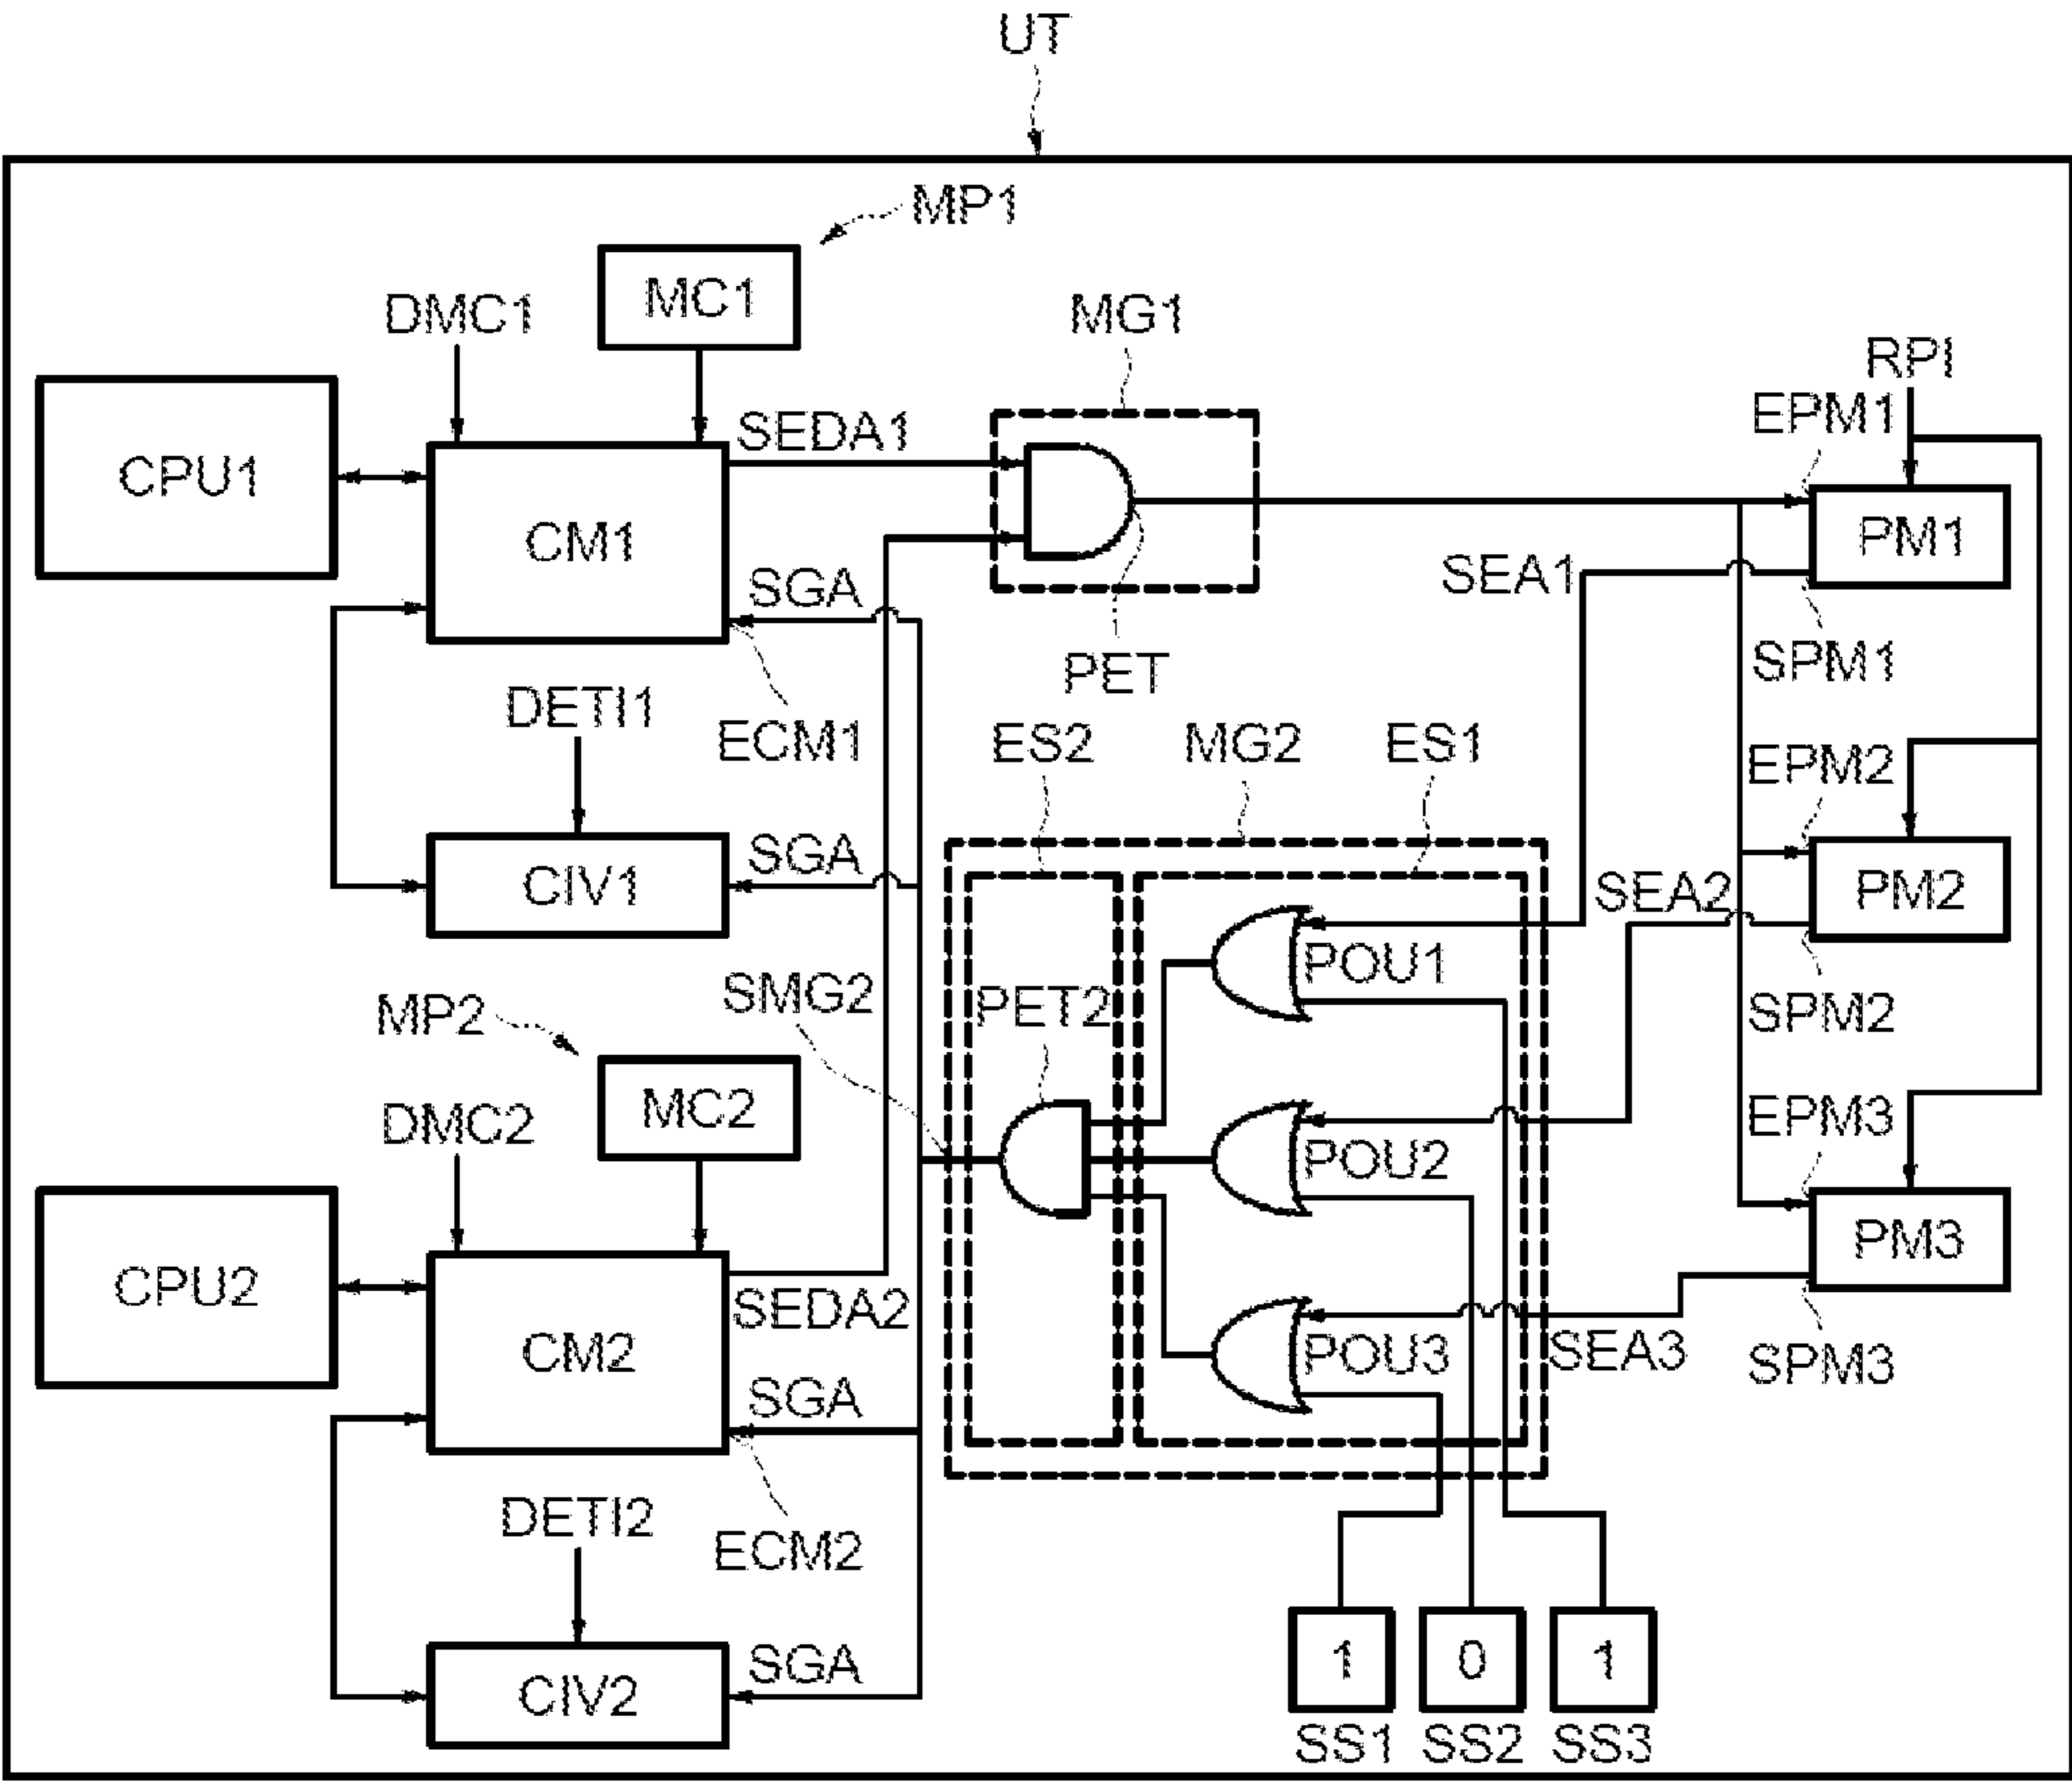 UT
MP1
MC1
DMC1
MG1
RPI
EPM1
SEDA1
CPU1
CM1
PM1
SEA1
SGA
PET
SPM1
DETI1
ECM1
ES2
MG2
ES1
EPM2
SGA
CIV1
SEA2
PM2
POU1
SMG2
PET2
MP2
SPM2
MC2
DMC2
EPM3
POU2
PM3
CPU2
SEDA2
CM2
POU3
SEA3
SPM3
SGA
DETI2
ECM2
SGA
CIV2
1
0
1
SS1
SS2
SS3